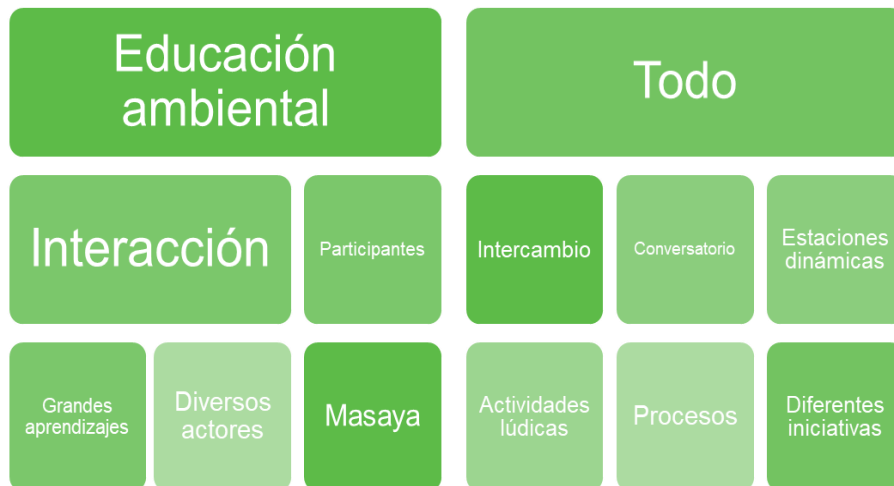 Educación
ambiental
Todo
Interacción
Participantes
Intercambio
Conversatorio
Estaciones
dinámicas
Grandes
aprendizajes
Diversos
actores
Masaya
Actividades
lúdicas
Procesos
Diferentes
iniciativas